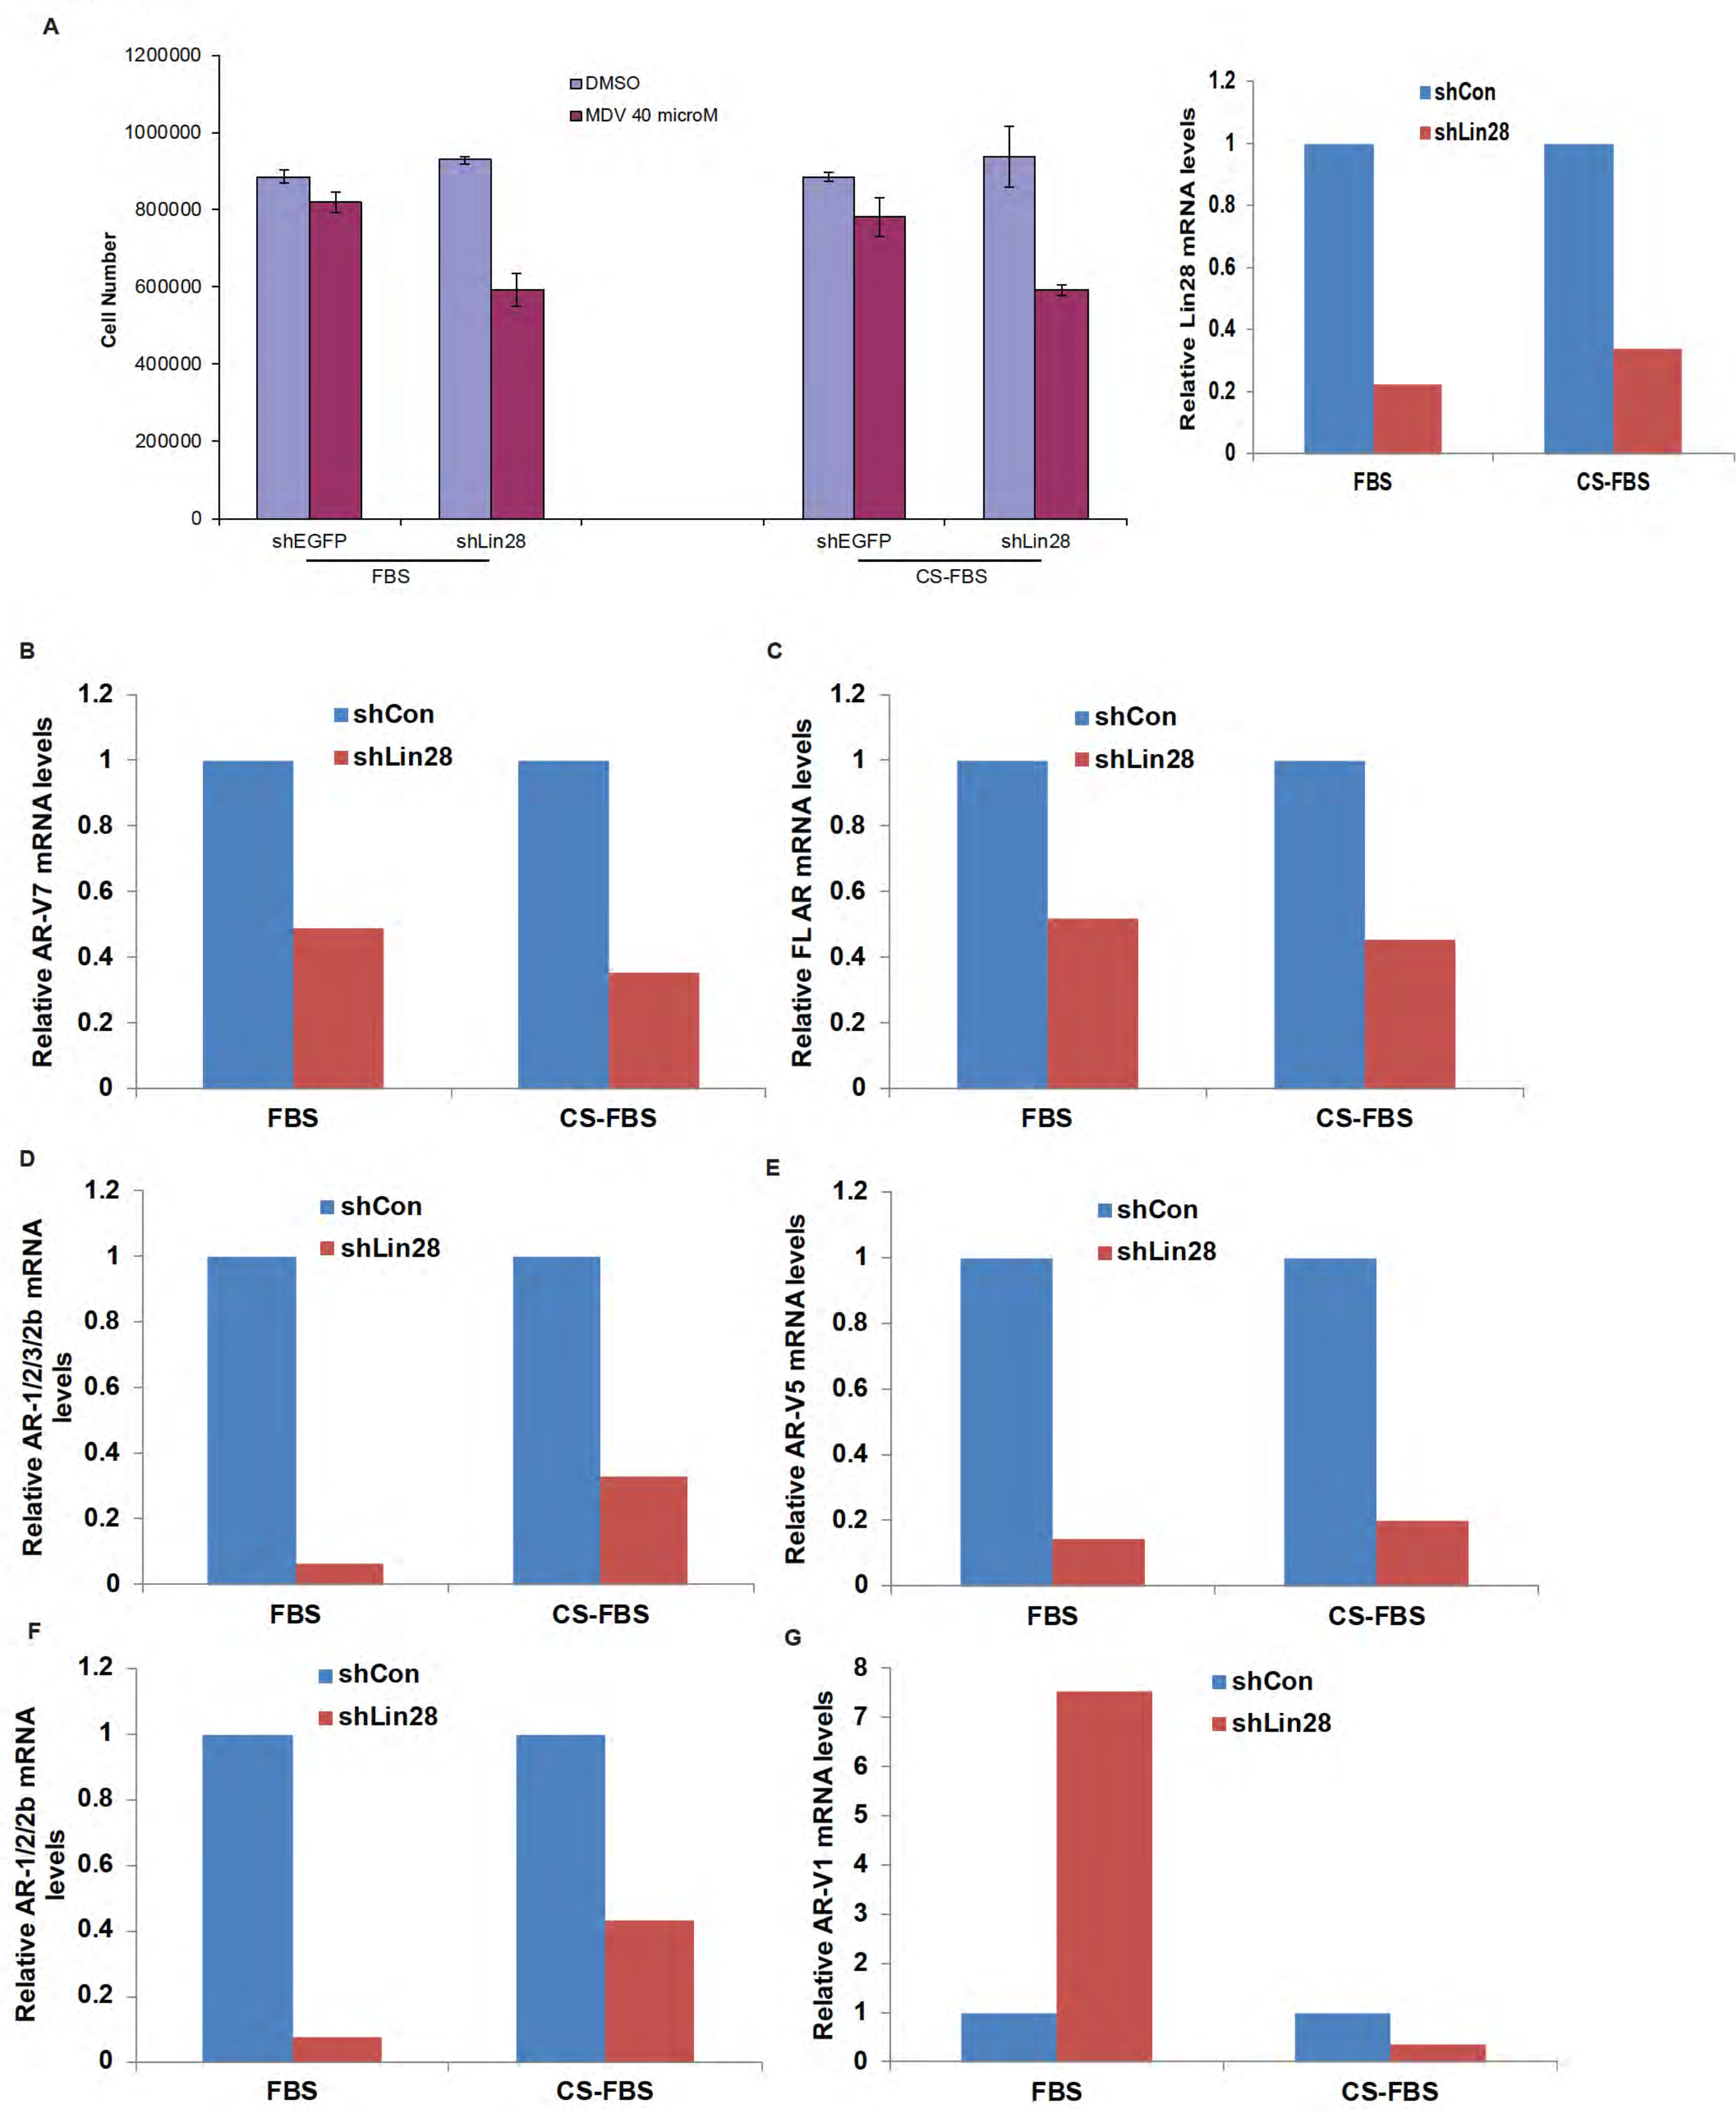 A
1200000
1000000
800000
600000
400000
200000
0
Cell Number
DMSO
MDV 40 microM
shEGFP
shLin28
shEGFP
shLin28
FBS
CS-FBS
1.2
1
0.8
0.6
0.4
0.2
0
Relative Lin28 mRNA levels
shCon
shLin28
FBS
CS-FBS
B
1.2
1
0.8
0.6
0.4
0.2
0
Relative AR-V7 mRNA levels
shCon
shLin28
FBS
CS-FBS
C
1.2
1
0.8
0.6
0.4
0.2
0
Relative FL AR mRNA levels
shCon
shLin28
FBS
CS-FBS
D
1.2
1
0.8
0.6
0.4
0.2
0
Relative AR-1/2/3/2b mRNA
levels
shCon
shLin28
FBS
CS-FBS
E
1.2
1
0.8
0.6
0.4
0.2
0
Relative AR-V5 mRNA levels
shCon
shLin28
FBS
CS-FBS
F
1.2
1
0.8
0.6
0.4
0.2
0
Relative AR-1/2/2b mRNA
levels
shCon
shLin28
FBS
CS-FBS
G
8
7
6
5
4
3
2
1
0
Relative AR-V1 mRNA levels
shCon
shLin28
FBS
CS-FBS